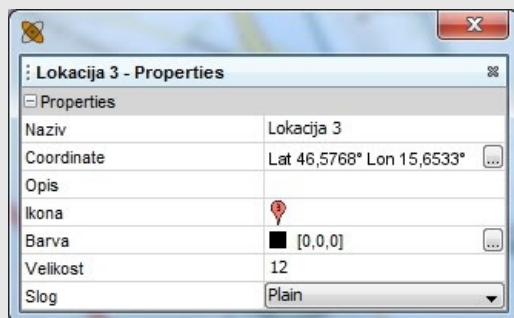 Lokacija 3 - Properties
Properties
Naziv Lokacija 3
Coordinate Lat 46,5768° Lon 15,6533° ...
Opis
Ikona 3
Barva [0,0,0] ...
Velikost 12
Slog Plain